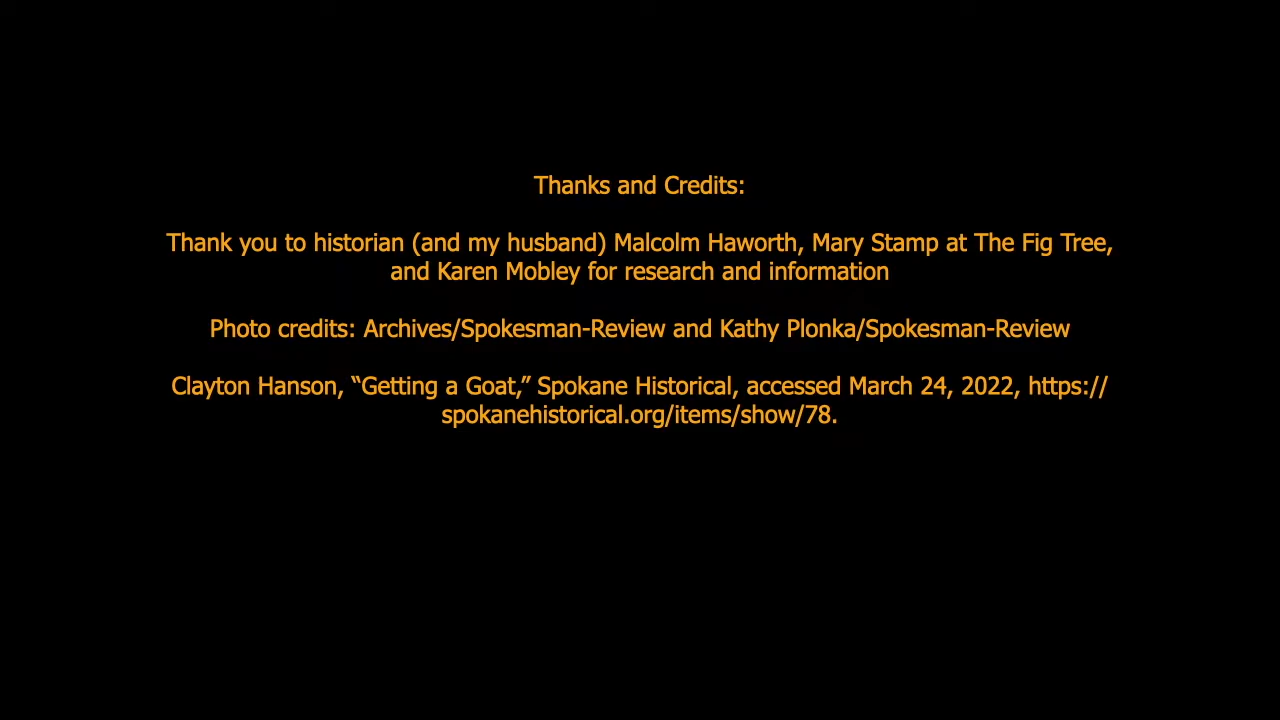 Thanks and Credits:
Thank you to historian (and my husband) Malcolm Haworth, Mary Stamp at The Fig Tree,
and Karen Mobley for research and information
Photo credits: Archives/Spokesman-Review and Kathy Plonka/Spokesman-Review
Clayton Hanson, “Getting a Goat,” Spokane Historical, accessed March 24, 2022, https://
spokanehistorical.org/items/show/78.